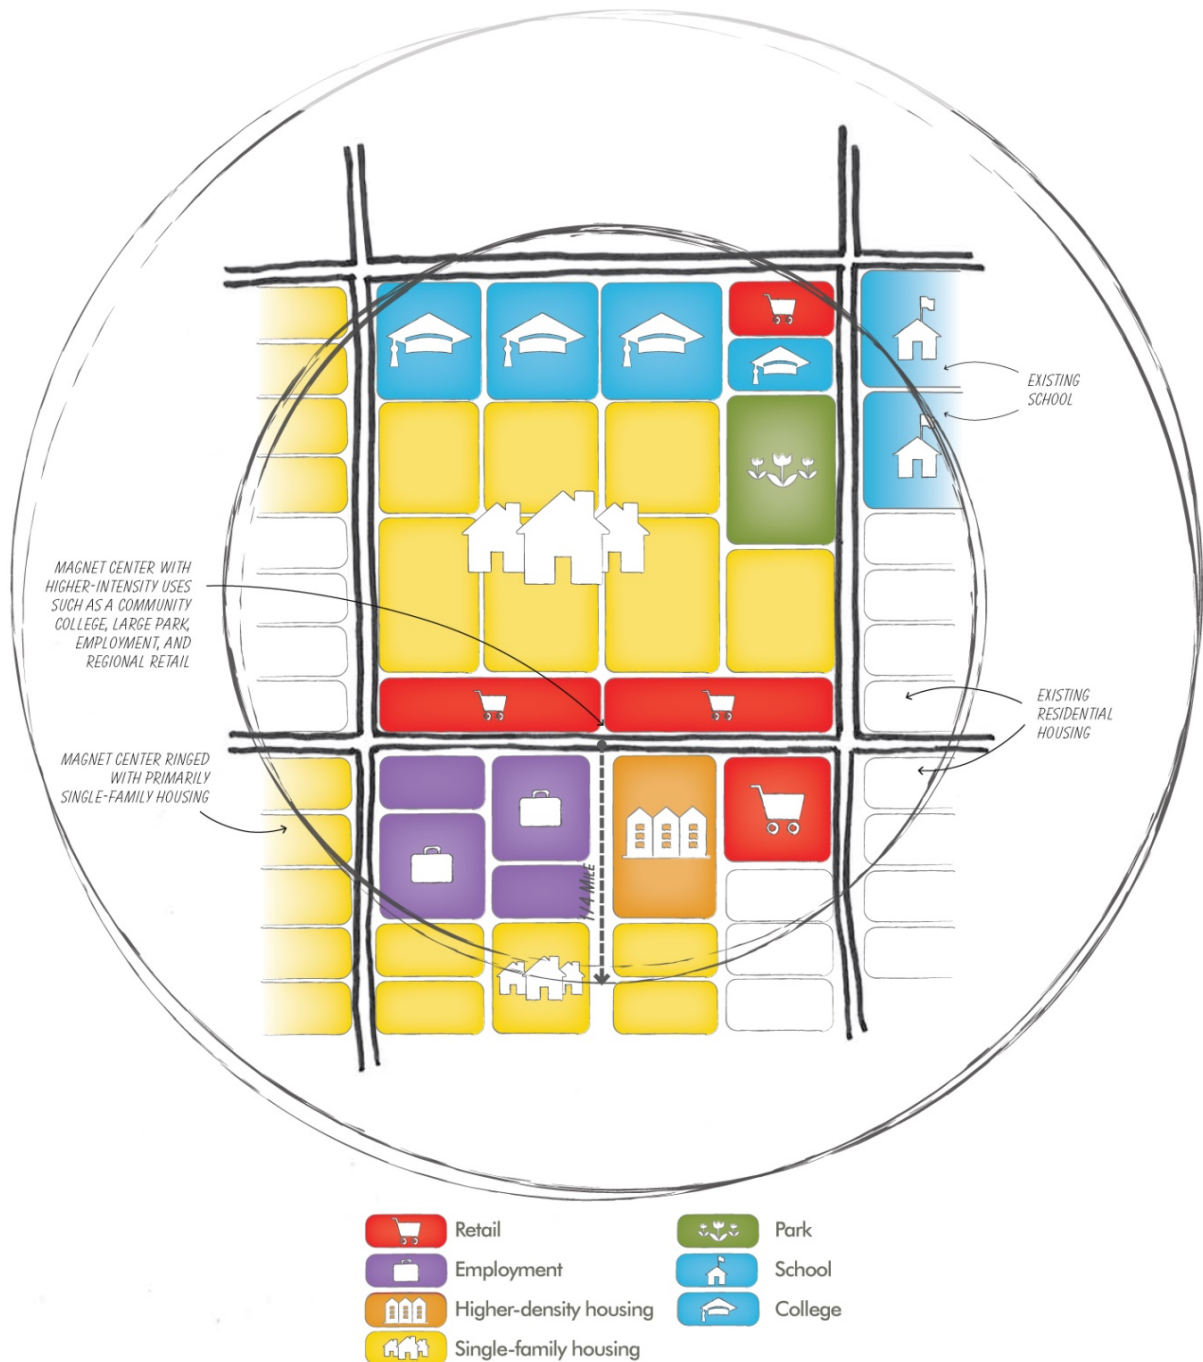 EXISTING
SCHOOL
MAGNET CENTER WITH
HIGHER-INTENSITY USES
SUCH AS A COMMUNITY
COLLEGE, LARGE PARK,
EMPLOYMENT, AND
REGIONAL RETAIL
EXISTING
RESIDENTIAL
HOUSING
MAGNET CENTER RINGED
WITH PRIMARILY
SINGLE-FAMILY HOUSING
1/4 MILE
Retail
Employment
Higher-density housing
Single-family housing
Park
School
College